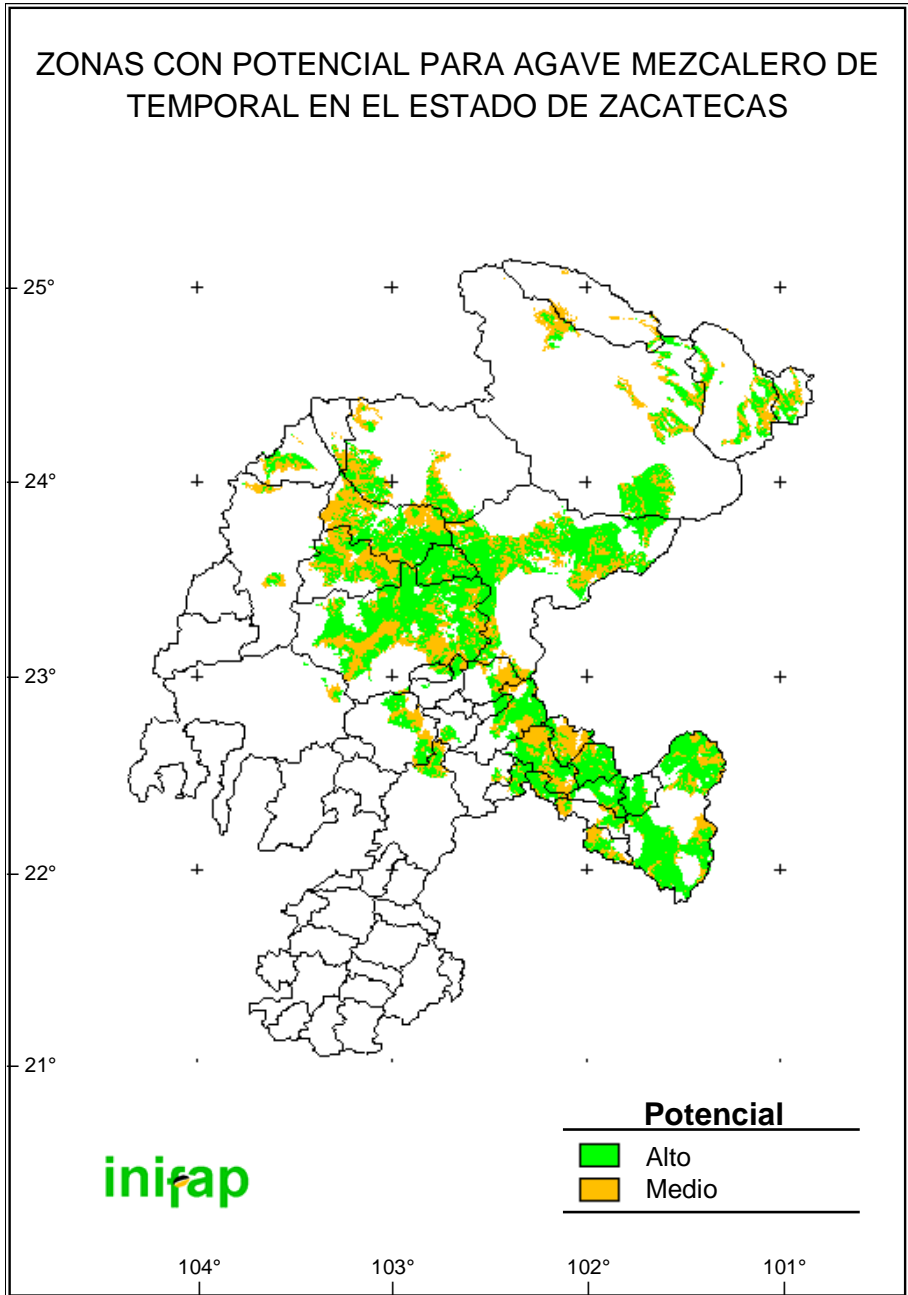 ZONAS CON POTENCIAL PARA AGAVE MEZCALERO DE
TEMPORAL EN EL ESTADO DE ZACATECAS
25°
24°
23°
22°
21°
Potencial
Alto
Medio
inifap
104°
103°
102°
101°